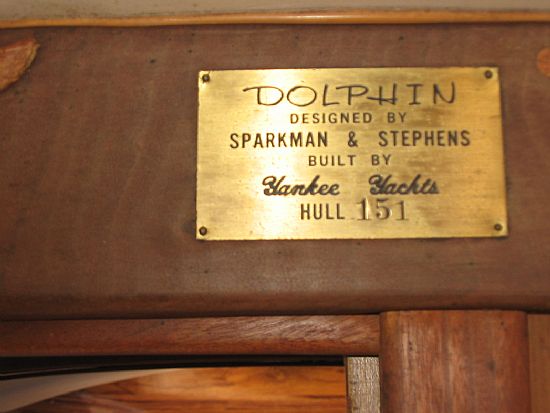 DOLPHIN
DESIGNED BY
SPARKMAN & STEPHENS
BUILT BY
Yankee Yachts
HULL 151